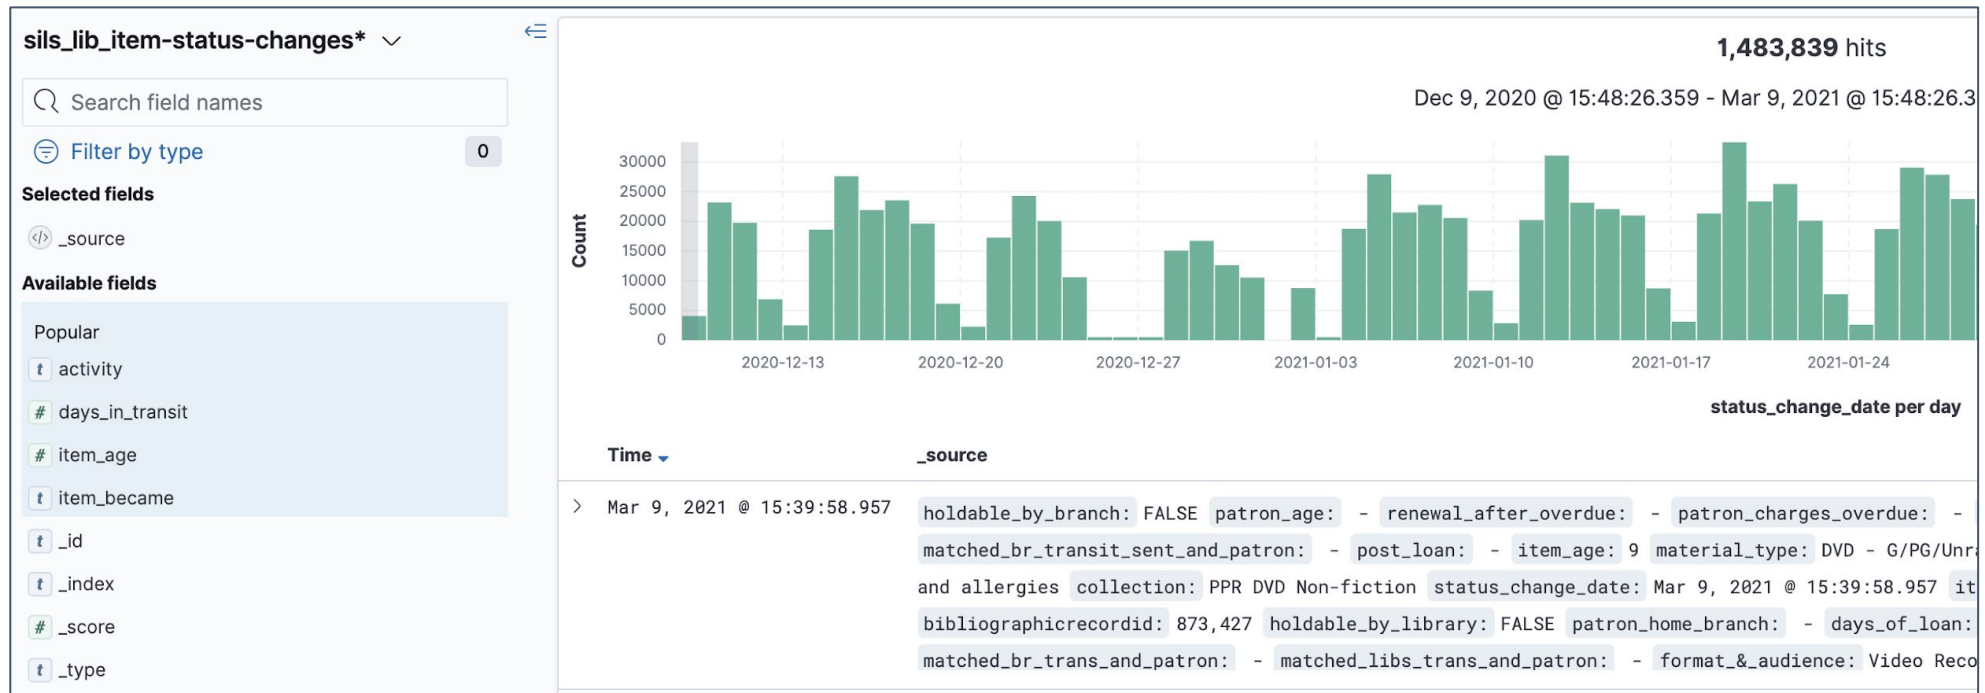 sils_lib_item-status-changes*
Search field names
Filter by type 0
Selected fields
</> _source
Available fields
Popular
t activity
# days_in_transit
# item_age
t item_became
t _id
t _index
# _score
t _type
1,483,839 hits
Dec 9, 2020 @ 15:48:26.359 - Mar 9, 2021 @ 15:48:26.3
Count
30000
25000
20000
15000
10000
5000
0
2020-12-13 2020-12-20 2020-12-27 2021-01-03 2021-01-10 2021-01-17 2021-01-24
status_change_date per day
Time _source
Mar 9, 2021 @ 15:39:58.957 holdable_by_branch: FALSE patron_age: - renewal_after_overdue: - patron_charges_overdue: -
matched_br_transit_sent_and_patron: - post_loan: - item_age: 9 material_type: DVD - G/PG/Unra
and allergies collection: PPR DVD Non-fiction status_change_date: Mar 9, 2021 @ 15:39:58.957 it
bibliographicrecordid: 873,427 holdable_by_library: FALSE patron_home_branch: - days_of_loan:
matched_br_trans_and_patron: - matched_libs_trans_and_patron: - format_&_audience: Video Reco